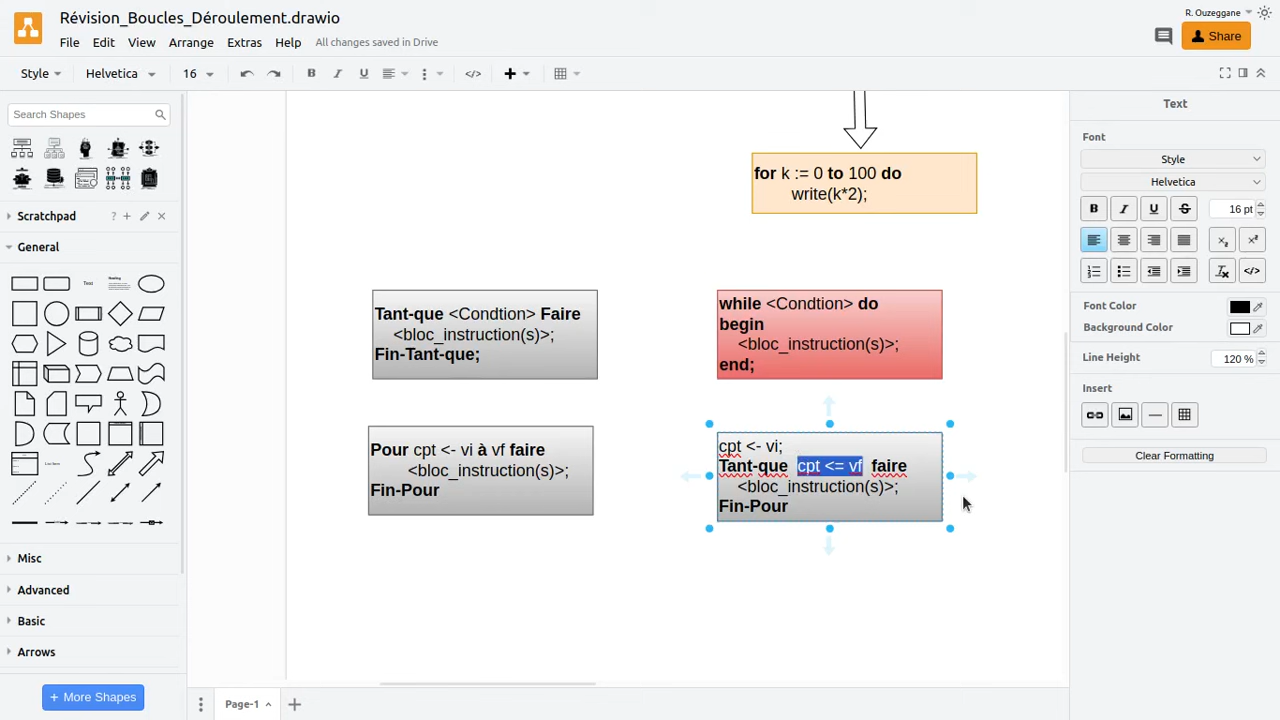 Révision_Boucles_Déroulement.drawio
R. Ouzeggane
File Edit View Arrange Extras Help All changes saved in Drive
Share
Style Helvetica 16
Search Shapes
Scratchpad
General
Text
Heading
List Item
Misc
Advanced
Basic
Arrows
+ More Shapes
for k := 0 to 100 do
write(k*2);
Tant-que <Condtion> Faire
<bloc_instruction(s)>;
Fin-Tant-que;
while <Condtion> do
begin
<bloc_instruction(s)>;
end;
Pour cpt <- vi à vf faire
<bloc_instruction(s)>;
Fin-Pour
cpt <- vi;
Tant-que cpt <= vf faire
<bloc_instruction(s)>;
Fin-Pour
Page-1
Text
Font
Style
Helvetica
B I U S 16 pt
Font Color
Background Color
Line Height 120 %
Insert
Clear Formatting